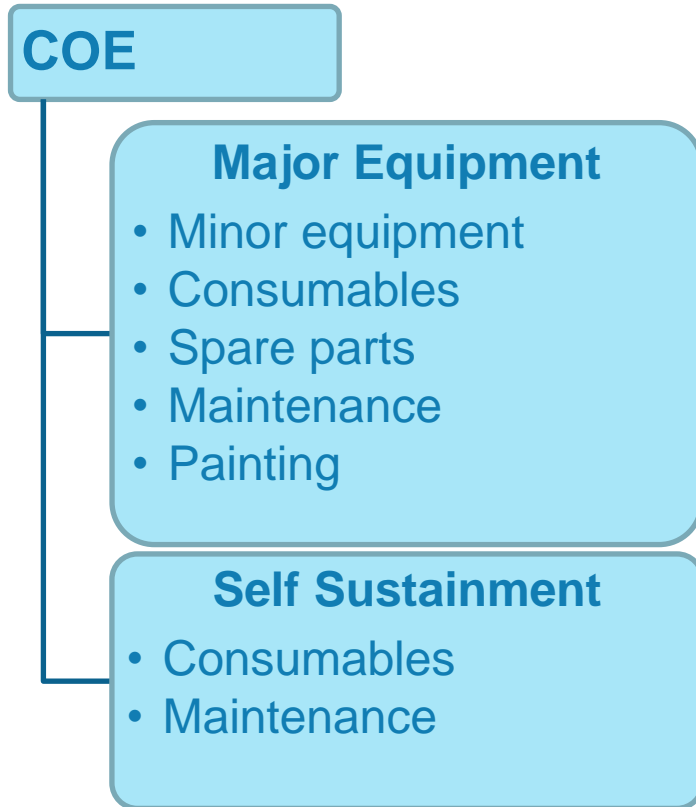 COE
Major Equipment
• Minor equipment
• Consumables
• Spare parts
• Maintenance
• Painting
Self Sustainment
• Consumables
• Maintenance